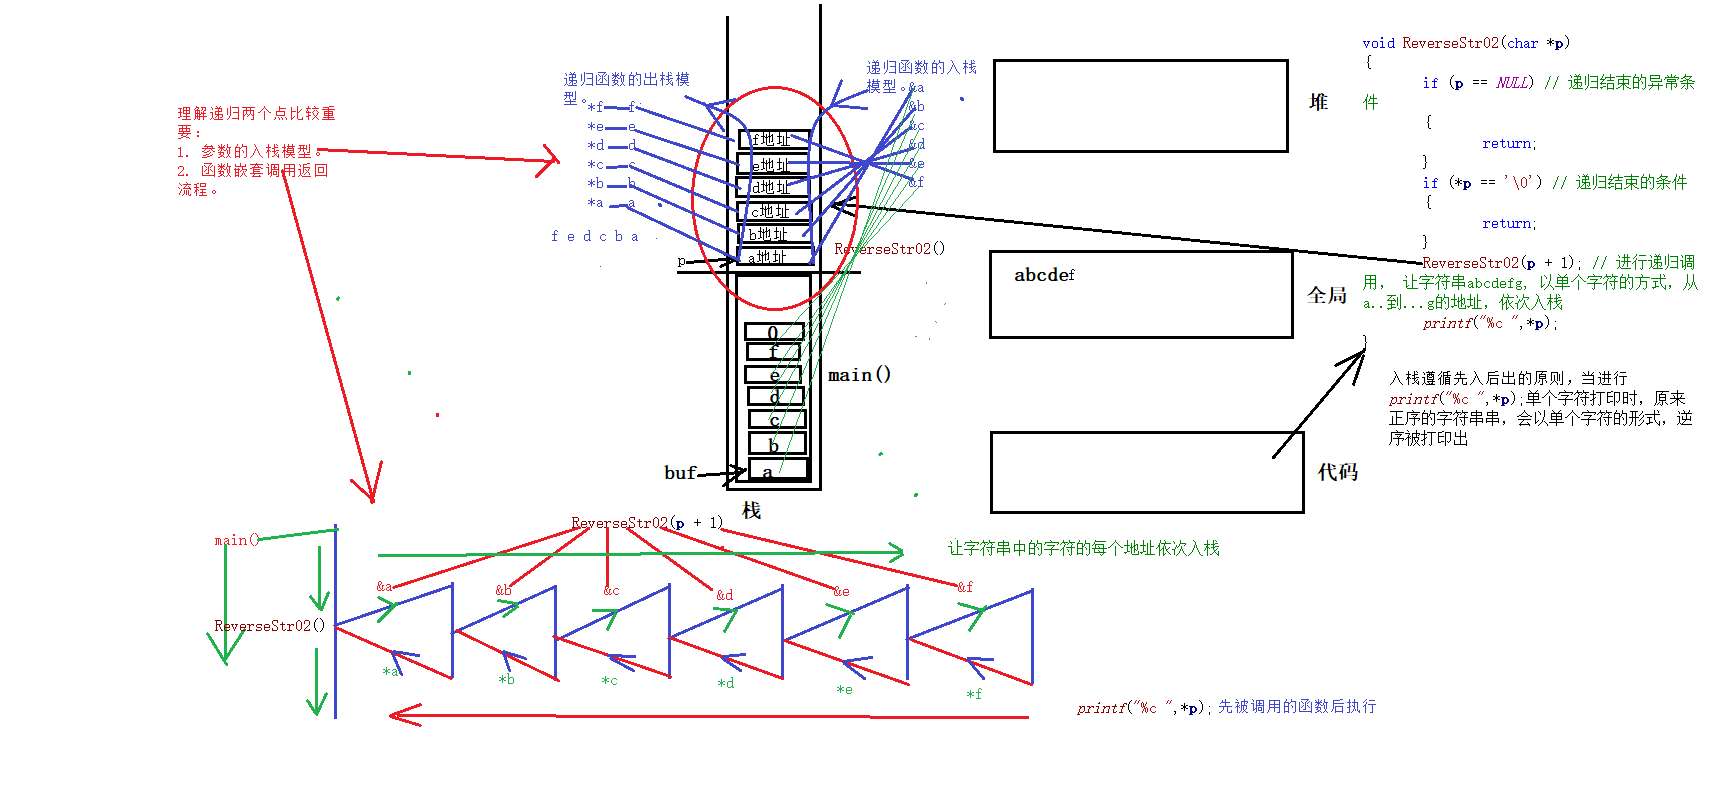 理解递归两个点比较重
要：
1. 参数的入栈模型。
2. 函数嵌套调用返回
流程。
递归函数的出栈模
型。
*f f
*e e
*d d
*c c
*b b
*a a
f e d c b a
递归函数的入栈
模型。
&a
&b
&c
&d
&e
&f
f地址
e地址
d地址
c地址
b地址
a地址
p
ReverseStr02()
0
f
e
d
c
b
a
buf
main()
栈
堆
abcdef
全局
代码
void ReverseStr02(char *p)
{
if (p == NULL) // 递归结束的异常条
件
{
return;
}
if (*p == '\0') // 递归结束的条件
{
return;
}
ReverseStr02(p + 1); // 进行递归调
用， 让字符串abcdefg, 以单个字符的方式，从
a..到...g的地址，依次入栈
printf("%c ",*p);
}
入栈遵循先入后出的原则，当进行
printf("%c ",*p);单个字符打印时，原来
正序的字符串串，会以单个字符的形式，逆
序被打印出
ReverseStr02(p + 1)
main()
让字符串中的字符的每个地址依次入栈
&a &b &c &d &e &f
ReverseStr02()
*a *b *c *d *e *f
printf("%c ",*p); 先被调用的函数后执行